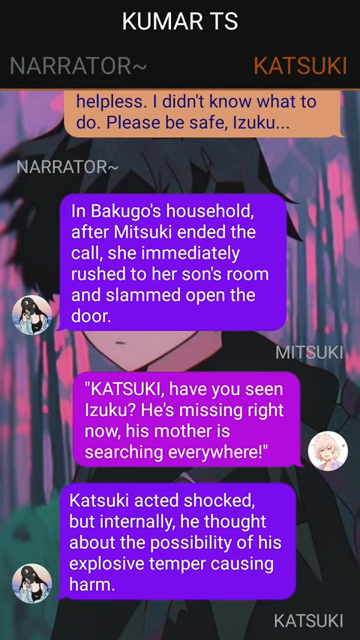 KUMAR TS
NARRATOR~
KATSUKI
helpless. I didn't know what to
do. Please be safe, Izuku...
NARRATOR~
In Bakugo's household,
after Mitsuki ended the
call, she immediately
rushed to her son's room
and slammed open the
door.
MITSUKI
"KATSUKI, have you seen
Izuku? He's missing right
now, his mother is
searching everywhere!"
Katsuki acted shocked,
but internally, he thought
about the possibility of his
explosive temper causing
harm.
KATSUKI